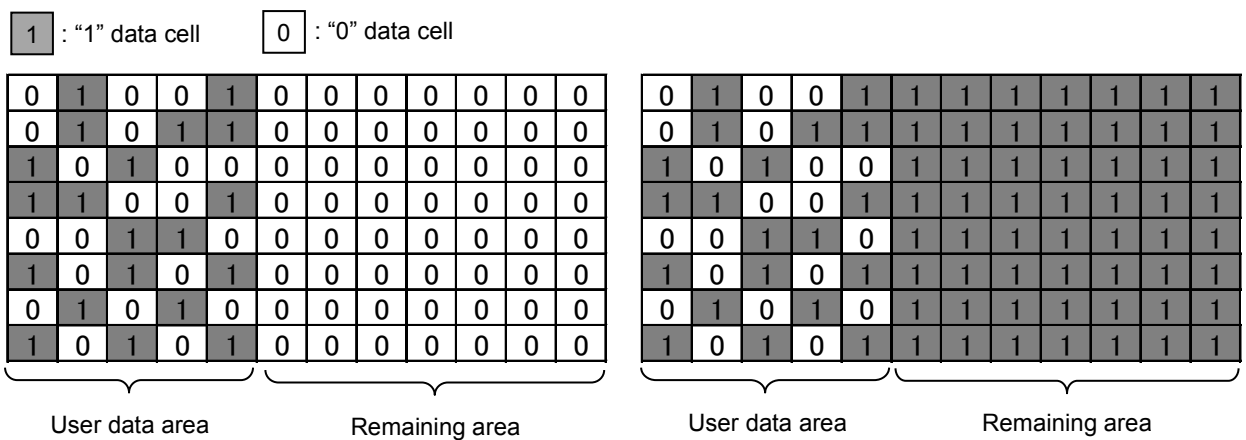 1 : “1” data cell 0 : “0” data cell
0 1 0 0 1 0 0 0 0 0 0 0 0 1 0 0 1 1 1 1 1 1 1 1
0 1 0 1 1 0 0 0 0 0 0 0 0 1 0 1 1 1 1 1 1 1 1 1
1 0 1 0 0 0 0 0 0 0 0 0 1 0 1 0 0 1 1 1 1 1 1 1
1 1 0 0 1 0 0 0 0 0 0 0 1 1 0 0 1 1 1 1 1 1 1 1
0 0 1 1 0 0 0 0 0 0 0 0 0 0 1 1 0 1 1 1 1 1 1 1
1 0 1 0 1 0 0 0 0 0 0 0 1 0 1 0 1 1 1 1 1 1 1 1
0 1 0 1 0 0 0 0 0 0 0 0 0 1 0 1 0 1 1 1 1 1 1 1
1 0 1 0 1 0 0 0 0 0 0 0 1 0 1 0 1 1 1 1 1 1 1 1
User data area Remaining area User data area Remaining area